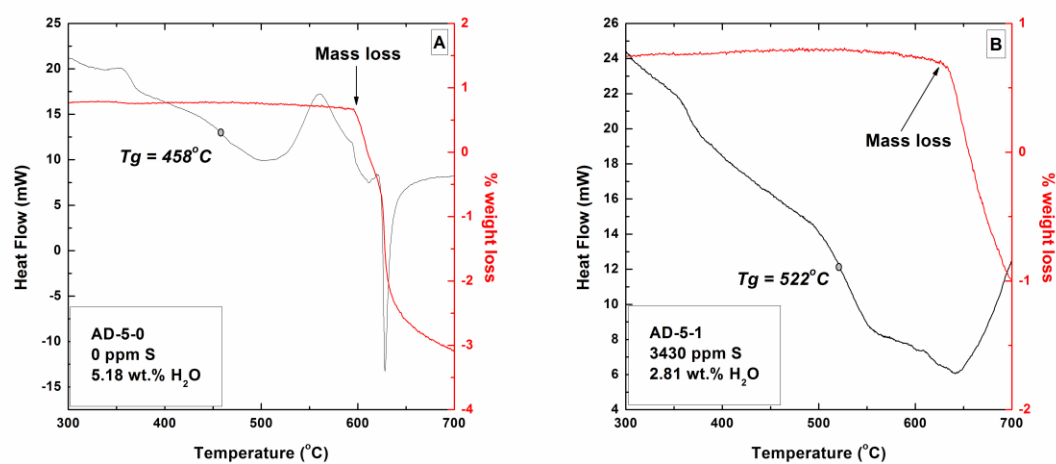 A
Mass loss
Tg = 458°C
AD-5-0
0 ppm S
5.18 wt.% H₂O
Heat Flow (mW)
25
20
15
10
5
0
-5
-10
-15
% weight loss
2
1
0
-1
-2
-3
-4
300 400 500 600 700
Temperature (°C)
B
Mass loss
Tg = 522°C
AD-5-1
3430 ppm S
2.81 wt.% H₂O
Heat Flow (mW)
26
24
22
20
18
16
14
12
10
8
6
4
% weight loss
1
0
-1
-2
300 400 500 600 700
Temperature (°C)